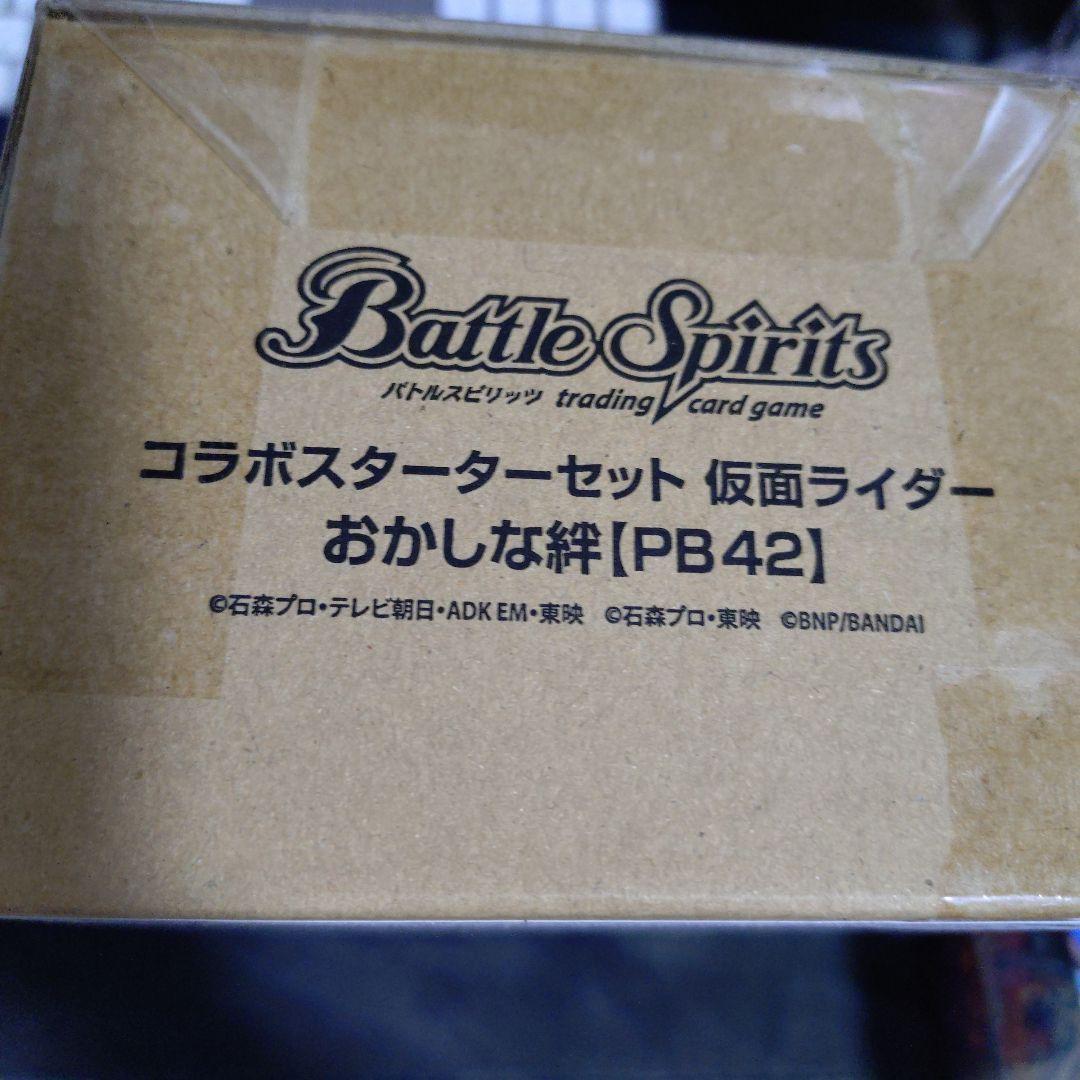 Battle Spirits
バトルスピリッツ trading card game
コラボスターターセット 仮面ライダー
おかしな絆【PB42】
©石森プロ・テレビ朝日・ADK EM・東映 ©石森プロ・東映 ©BNP/BANDAI